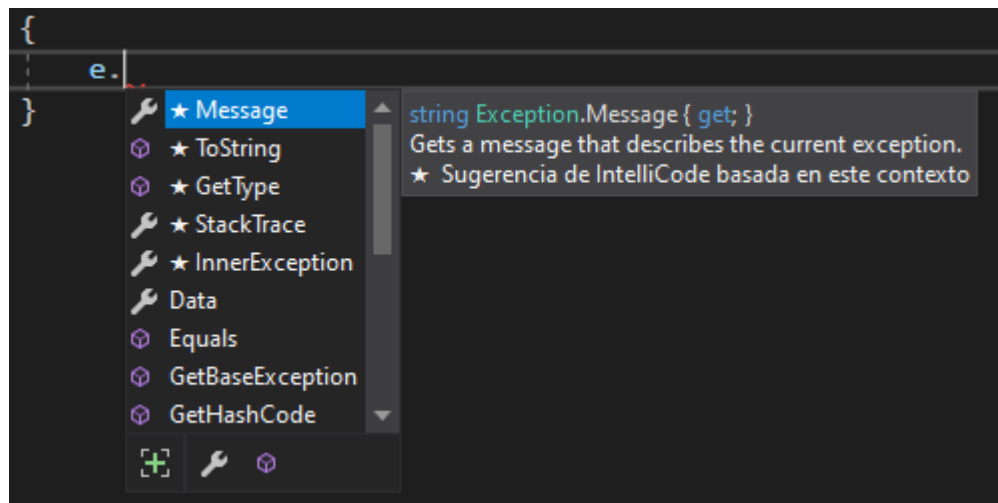 {
e.
}
★ Message
★ ToString
★ GetType
★ StackTrace
★ InnerException
Data
Equals
GetBaseException
GetHashCode
string Exception.Message { get; }
Gets a message that describes the current exception.
★ Sugerencia de IntelliCode basada en este contexto